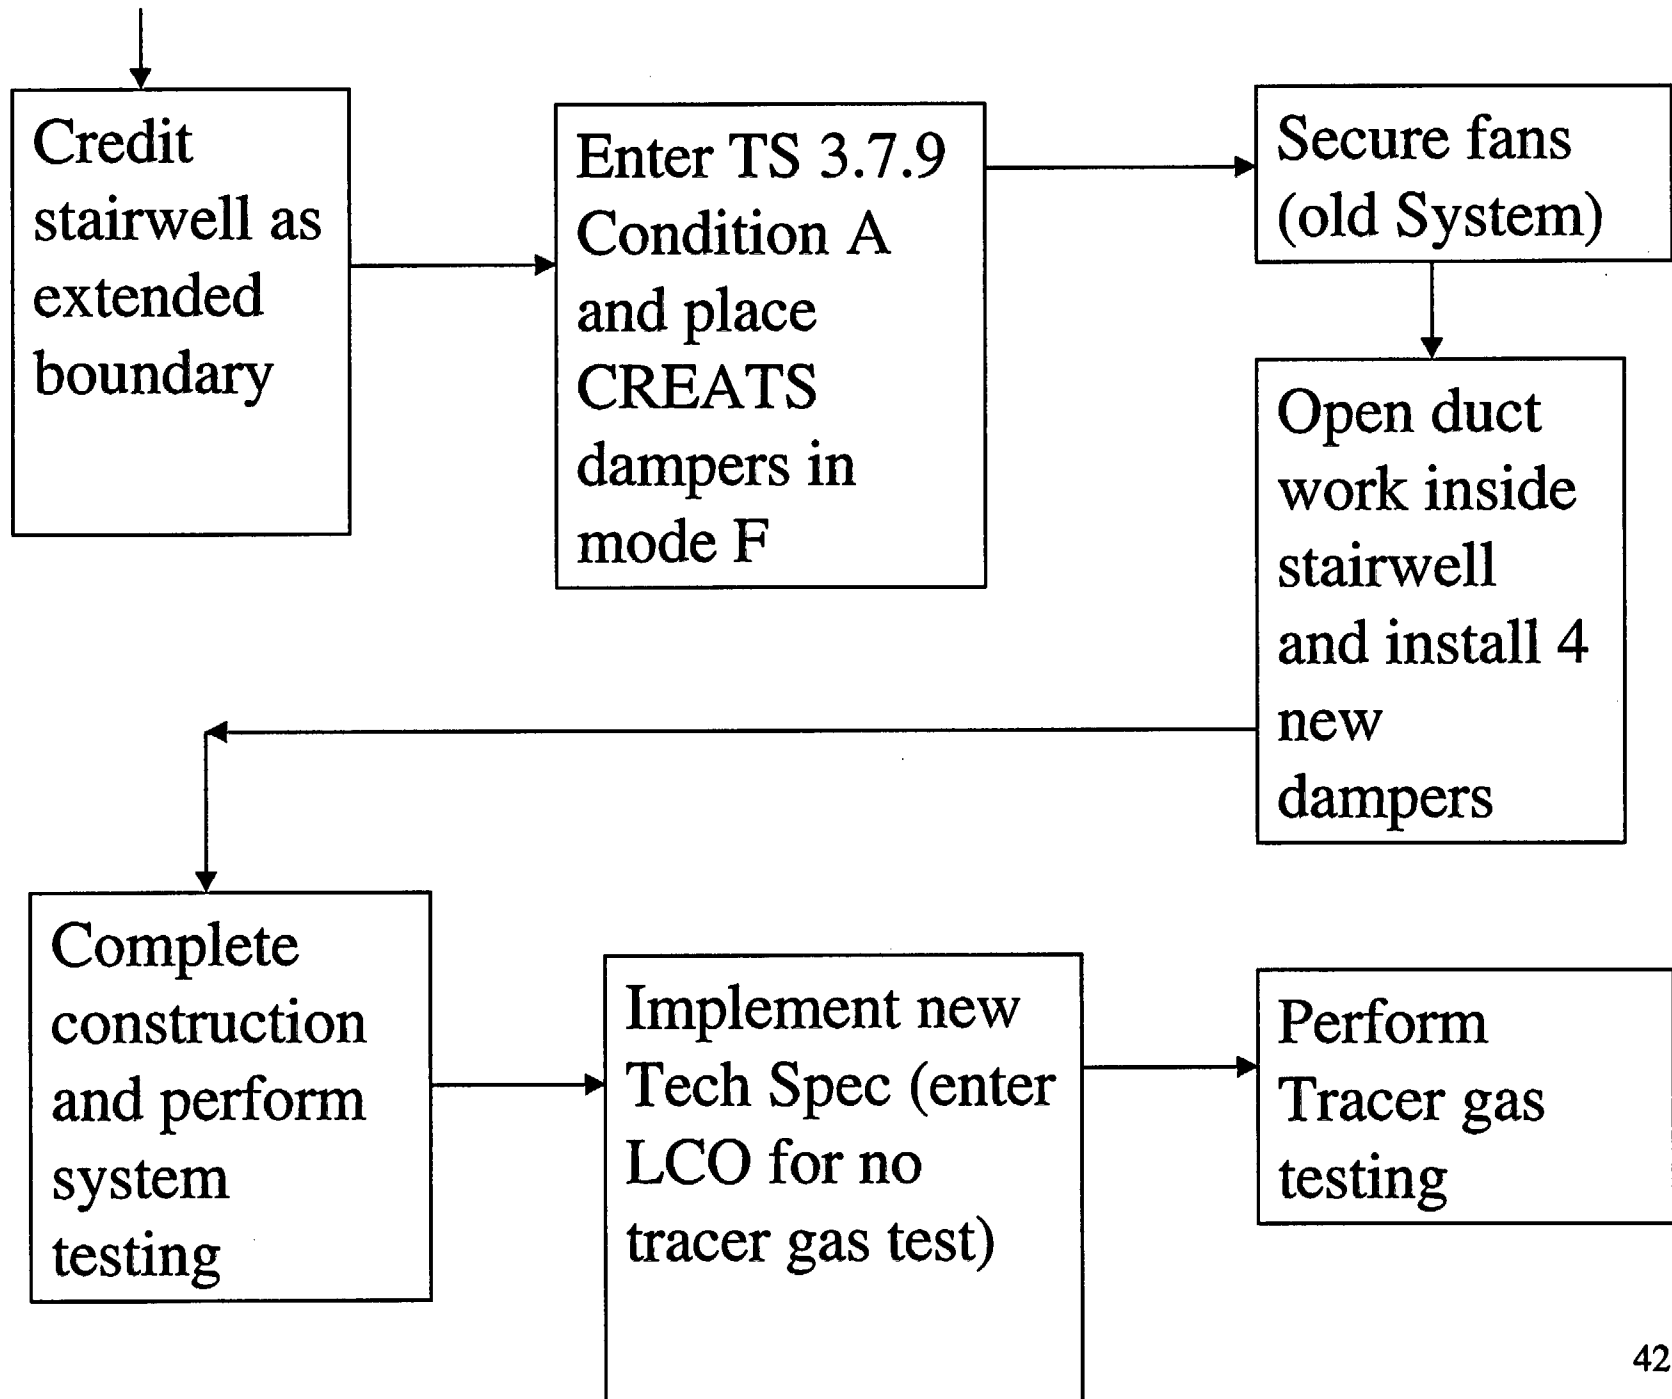 Credit
stairwell as
extended
boundary
Enter TS 3.7.9
Condition A
and place
CREATS
dampers in
mode F
Secure fans
(old System)
Open duct
work inside
stairwell
and install 4
new
dampers
Complete
construction
and perform
system
testing
Implement new
Tech Spec (enter
LCO for no
tracer gas test)
Perform
Tracer gas
testing
42